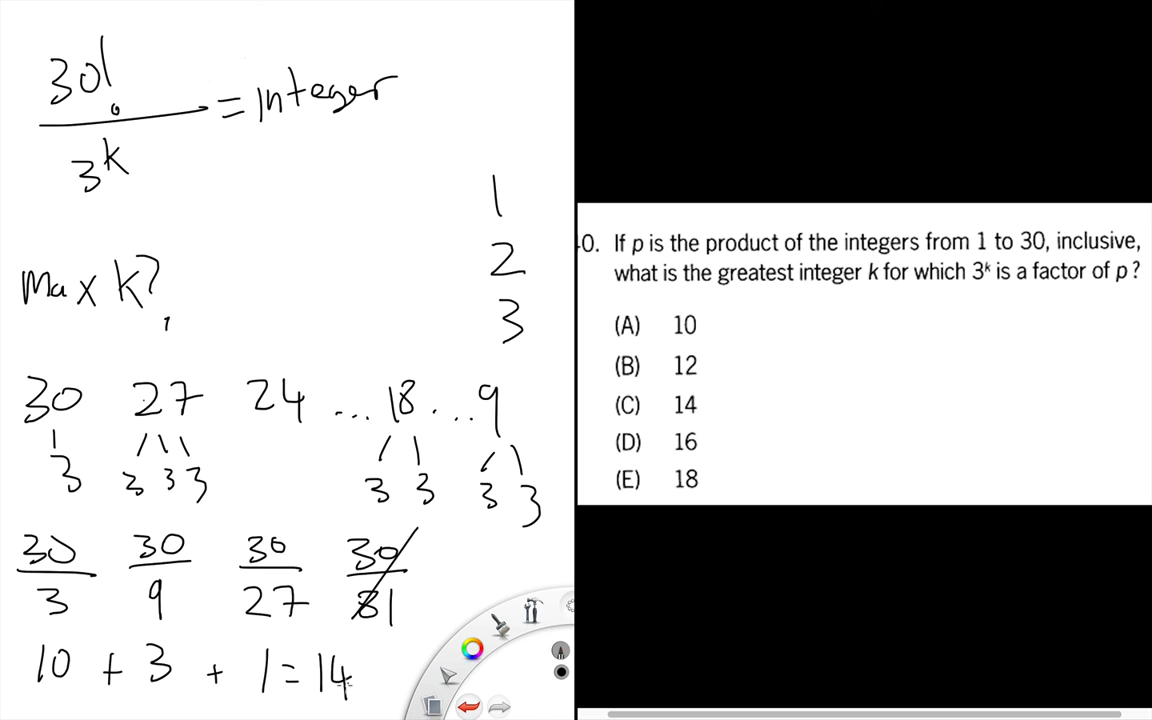 30!
3^k
= Integer
1
2
3
Max k?
30 27 24 ... 18 ... 9
3 3 3 3 3 3 3 3
30 30 30 30
3 9 27 81
10 + 3 + 1 = 14
0. If p is the product of the integers from 1 to 30, inclusive,
what is the greatest integer k for which 3^k is a factor of p?
(A) 10
(B) 12
(C) 14
(D) 16
(E) 18